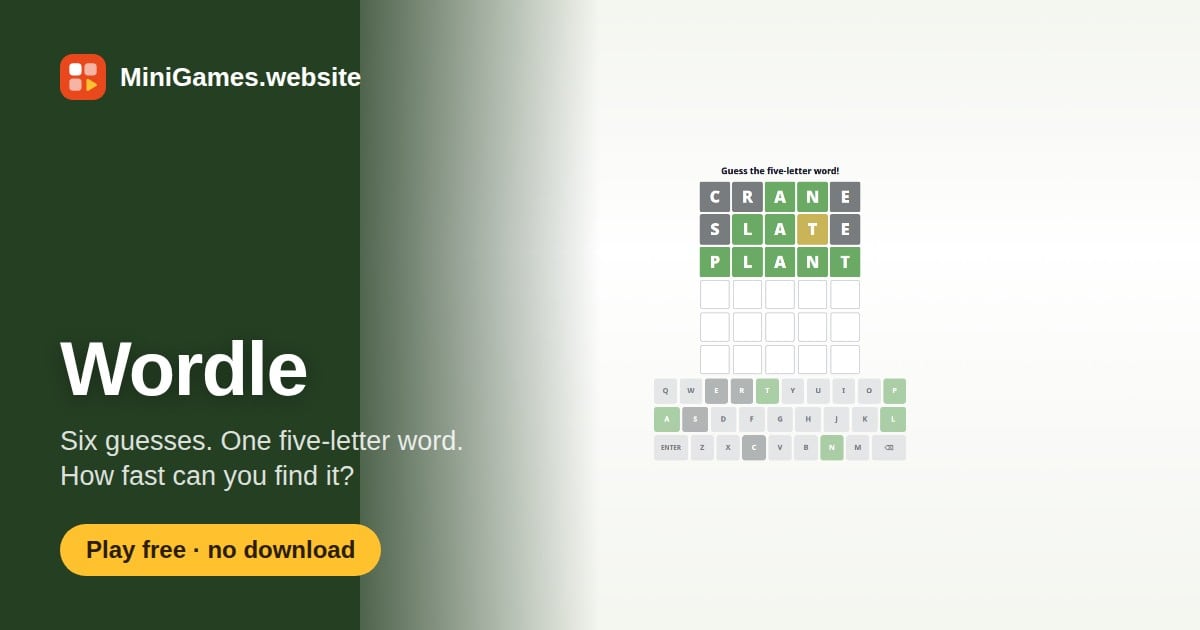 MiniGames.website
Wordle
Six guesses. One five-letter word.
How fast can you find it?
Play free · no download
Guess the five-letter word!
C R A N E
S L A T E
P L A N T
Q W E R T Y U I O P
A S D F G H J K L
ENTER Z X C V B N M ⌫